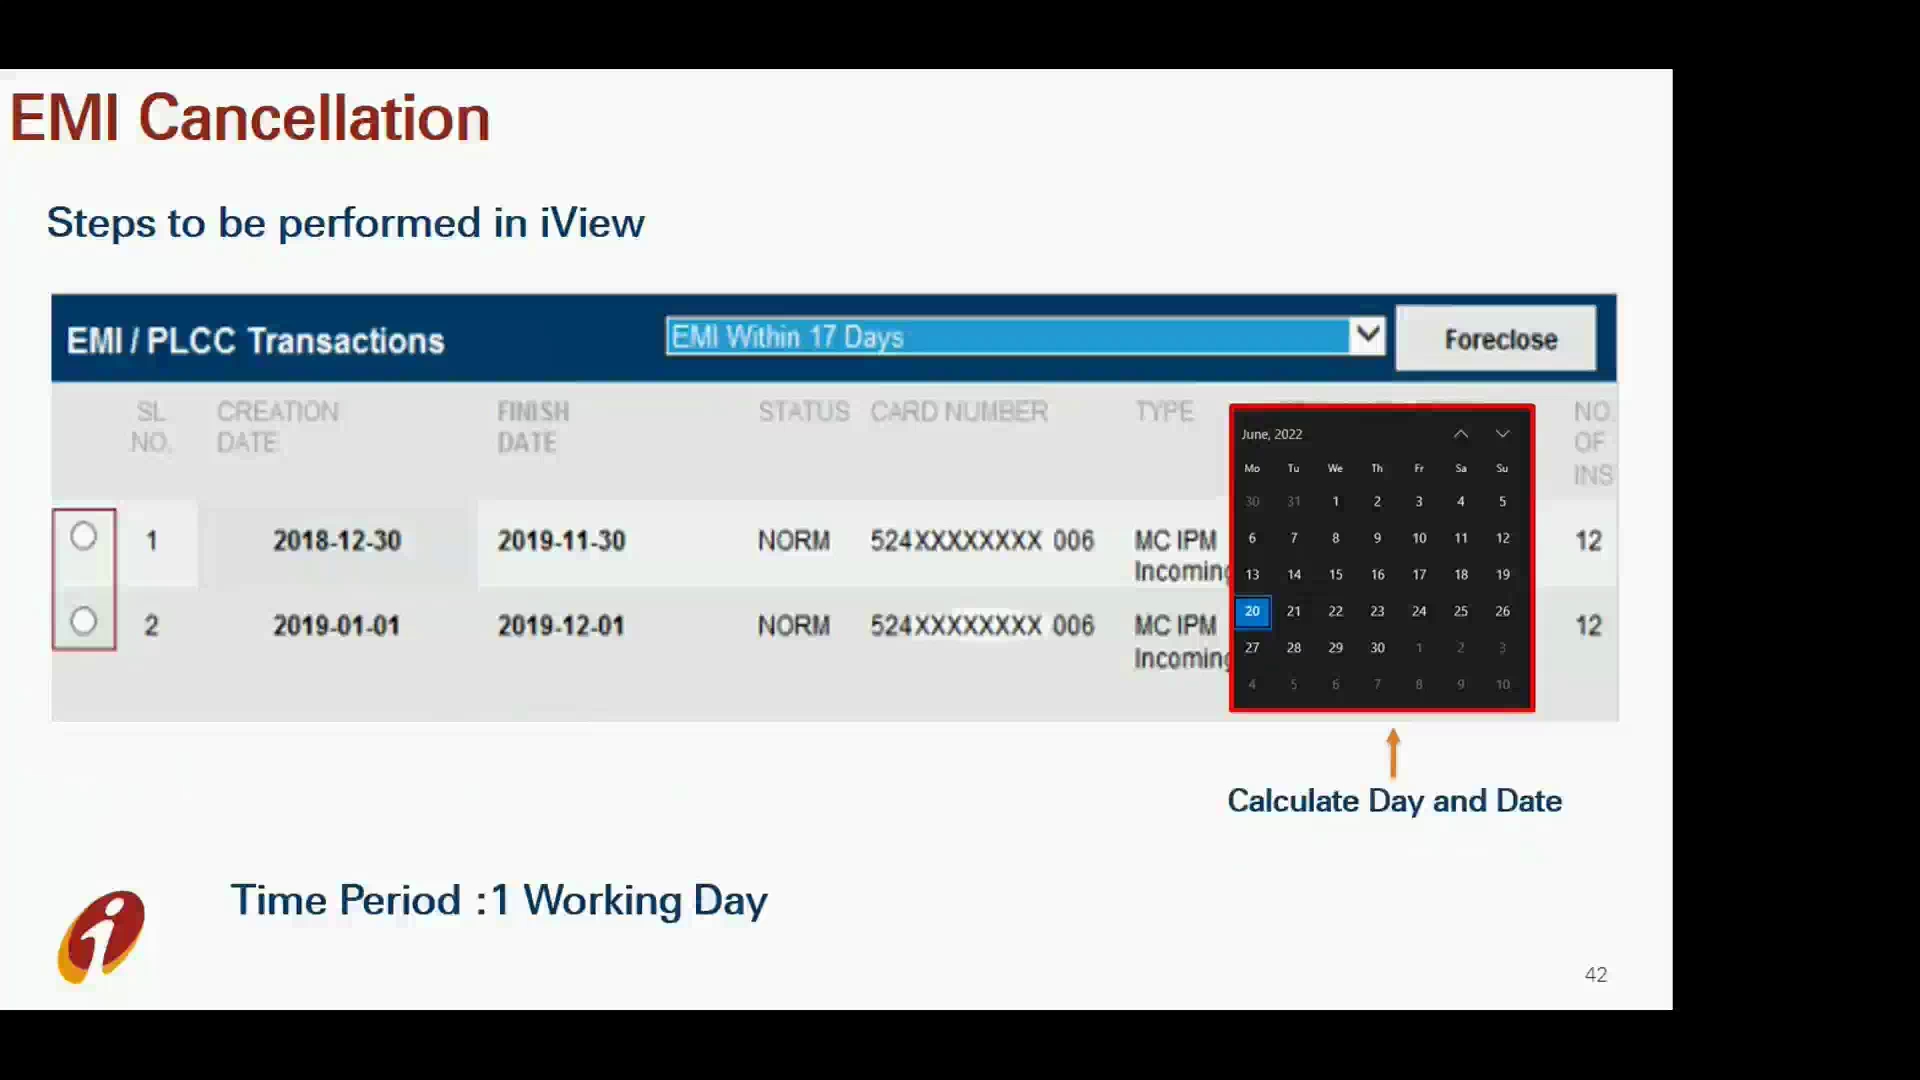 EMI Cancellation
Steps to be performed in iView
EMI / PLCC Transactions
EMI Within 17 Days
Foreclose
SL NO.
CREATION DATE
FINISH DATE
STATUS
CARD NUMBER
TYPE
NO. OF INS
1 2018-12-30 2019-11-30 NORM 524XXXXXXXX 006 MC IPM 12
Incoming
2 2019-01-01 2019-12-01 NORM 524XXXXXXXX 006 MC IPM 12
Incoming
June, 2022
Mo Tu We Th Fr Sa Su
30 31 1 2 3 4 5
6 7 8 9 10 11 12
13 14 15 16 17 18 19
20 21 22 23 24 25 26
27 28 29 30 1 2 3
4 5 6 7 8 9 10
Calculate Day and Date
Time Period :1 Working Day
42